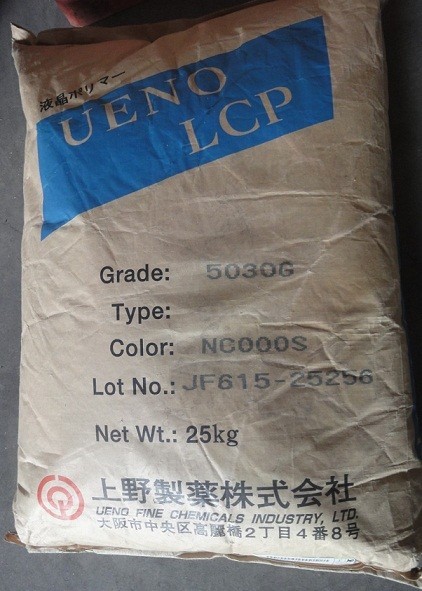 液晶ポリマー
UENO
LCP
Grade: 5030G
Type:
Color: NC000S
Lot No.: JF615-25256
Net Wt.: 25kg
上野製薬株式会社
UENO FINE CHEMICALS INDUSTRY, LTD.
大阪市中央区高麗橋2丁目4番8号